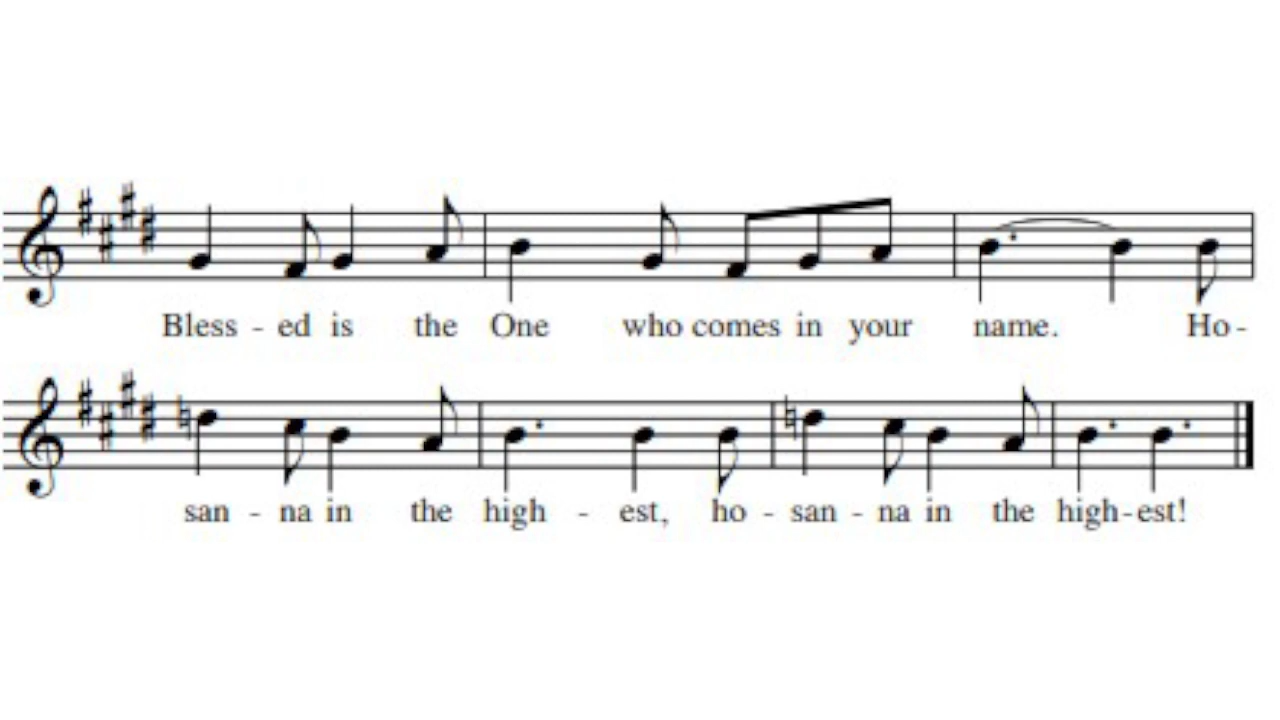 Bless - ed is the One who comes in your name. Ho -
san - na in the high - est, ho - san - na in the high - est!